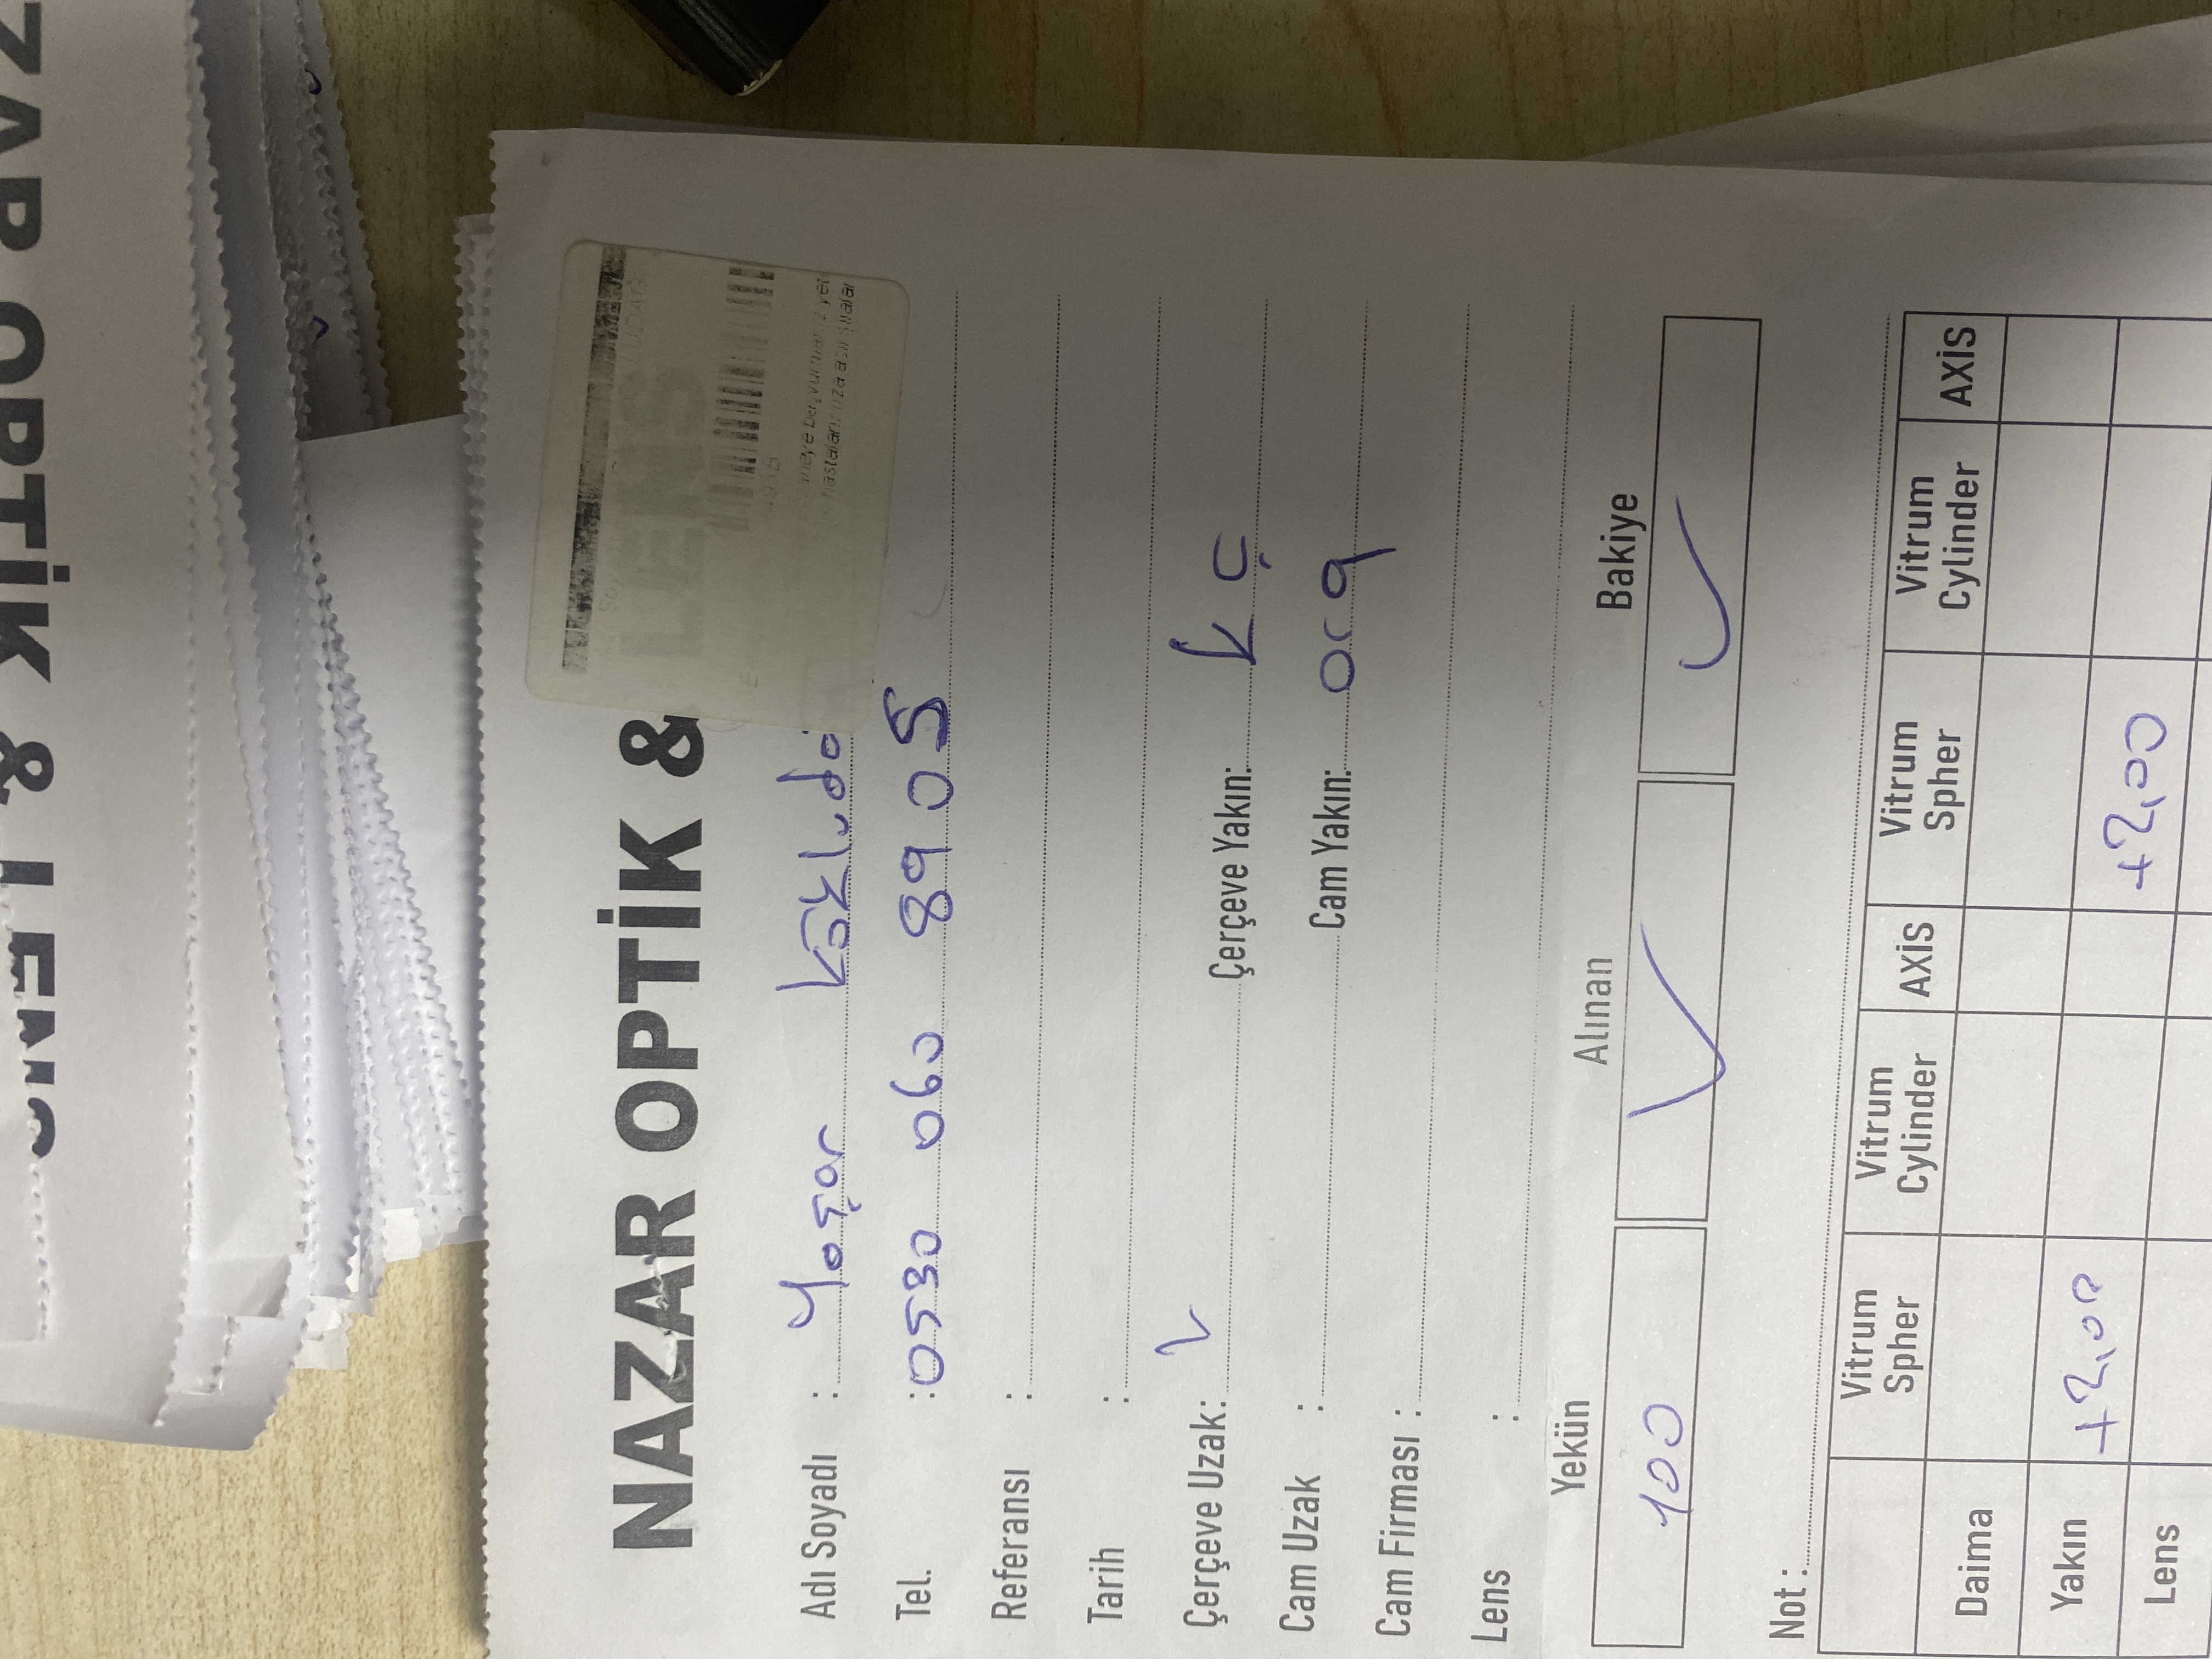 ZAR OPTİK & LENS
NAZAR OPTİK & LENS
Adı Soyadı : Yaşar
Tel. : 0530 060 8905
Referansı :
Tarih :
Çerçeve Uzak: Çerçeve Yakın: k ç
Cam Uzak : Cam Yakın: org
Cam Firması :
Lens :
Yekün Alınan Bakiye
100
Not :
Vitrum Spher Vitrum Cylinder AXİS Vitrum Spher Vitrum Cylinder AXİS
Daima
Yakın +2,00 +2,00
Lens